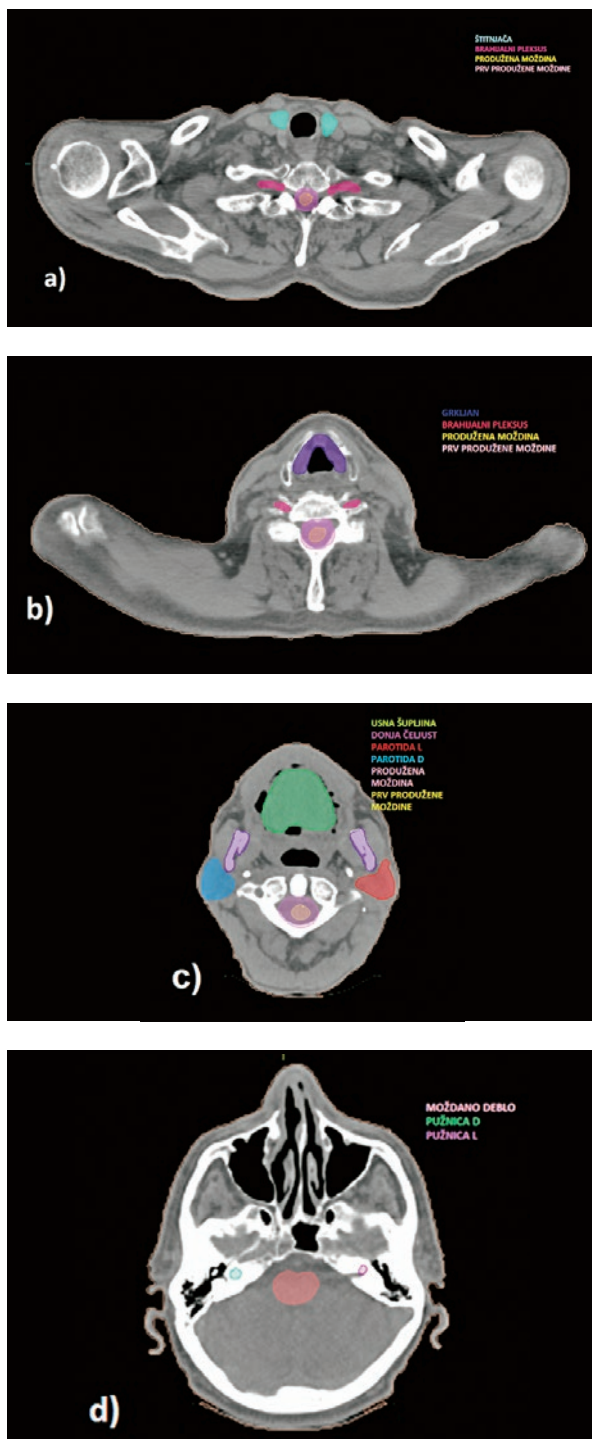 ŠTITNJAČA
BRAHIJALNI PLEKSUS
PRODUŽENA MOŽDINA
PRV PRODUŽENE MOŽDINE
a)
GRKLJAN
BRAHIJALNI PLEKSUS
PRODUŽENA MOŽDINA
PRV PRODUŽENE MOŽDINE
b)
USNA ŠUPLJINA
DONJA ČELJUST
PAROTIDA L
PAROTIDA D
PRODUŽENA
MOŽDINA
PRV PRODUŽENE
MOŽDINE
c)
MOŽDANO DEBLO
PUŽNICA D
PUŽNICA L
d)